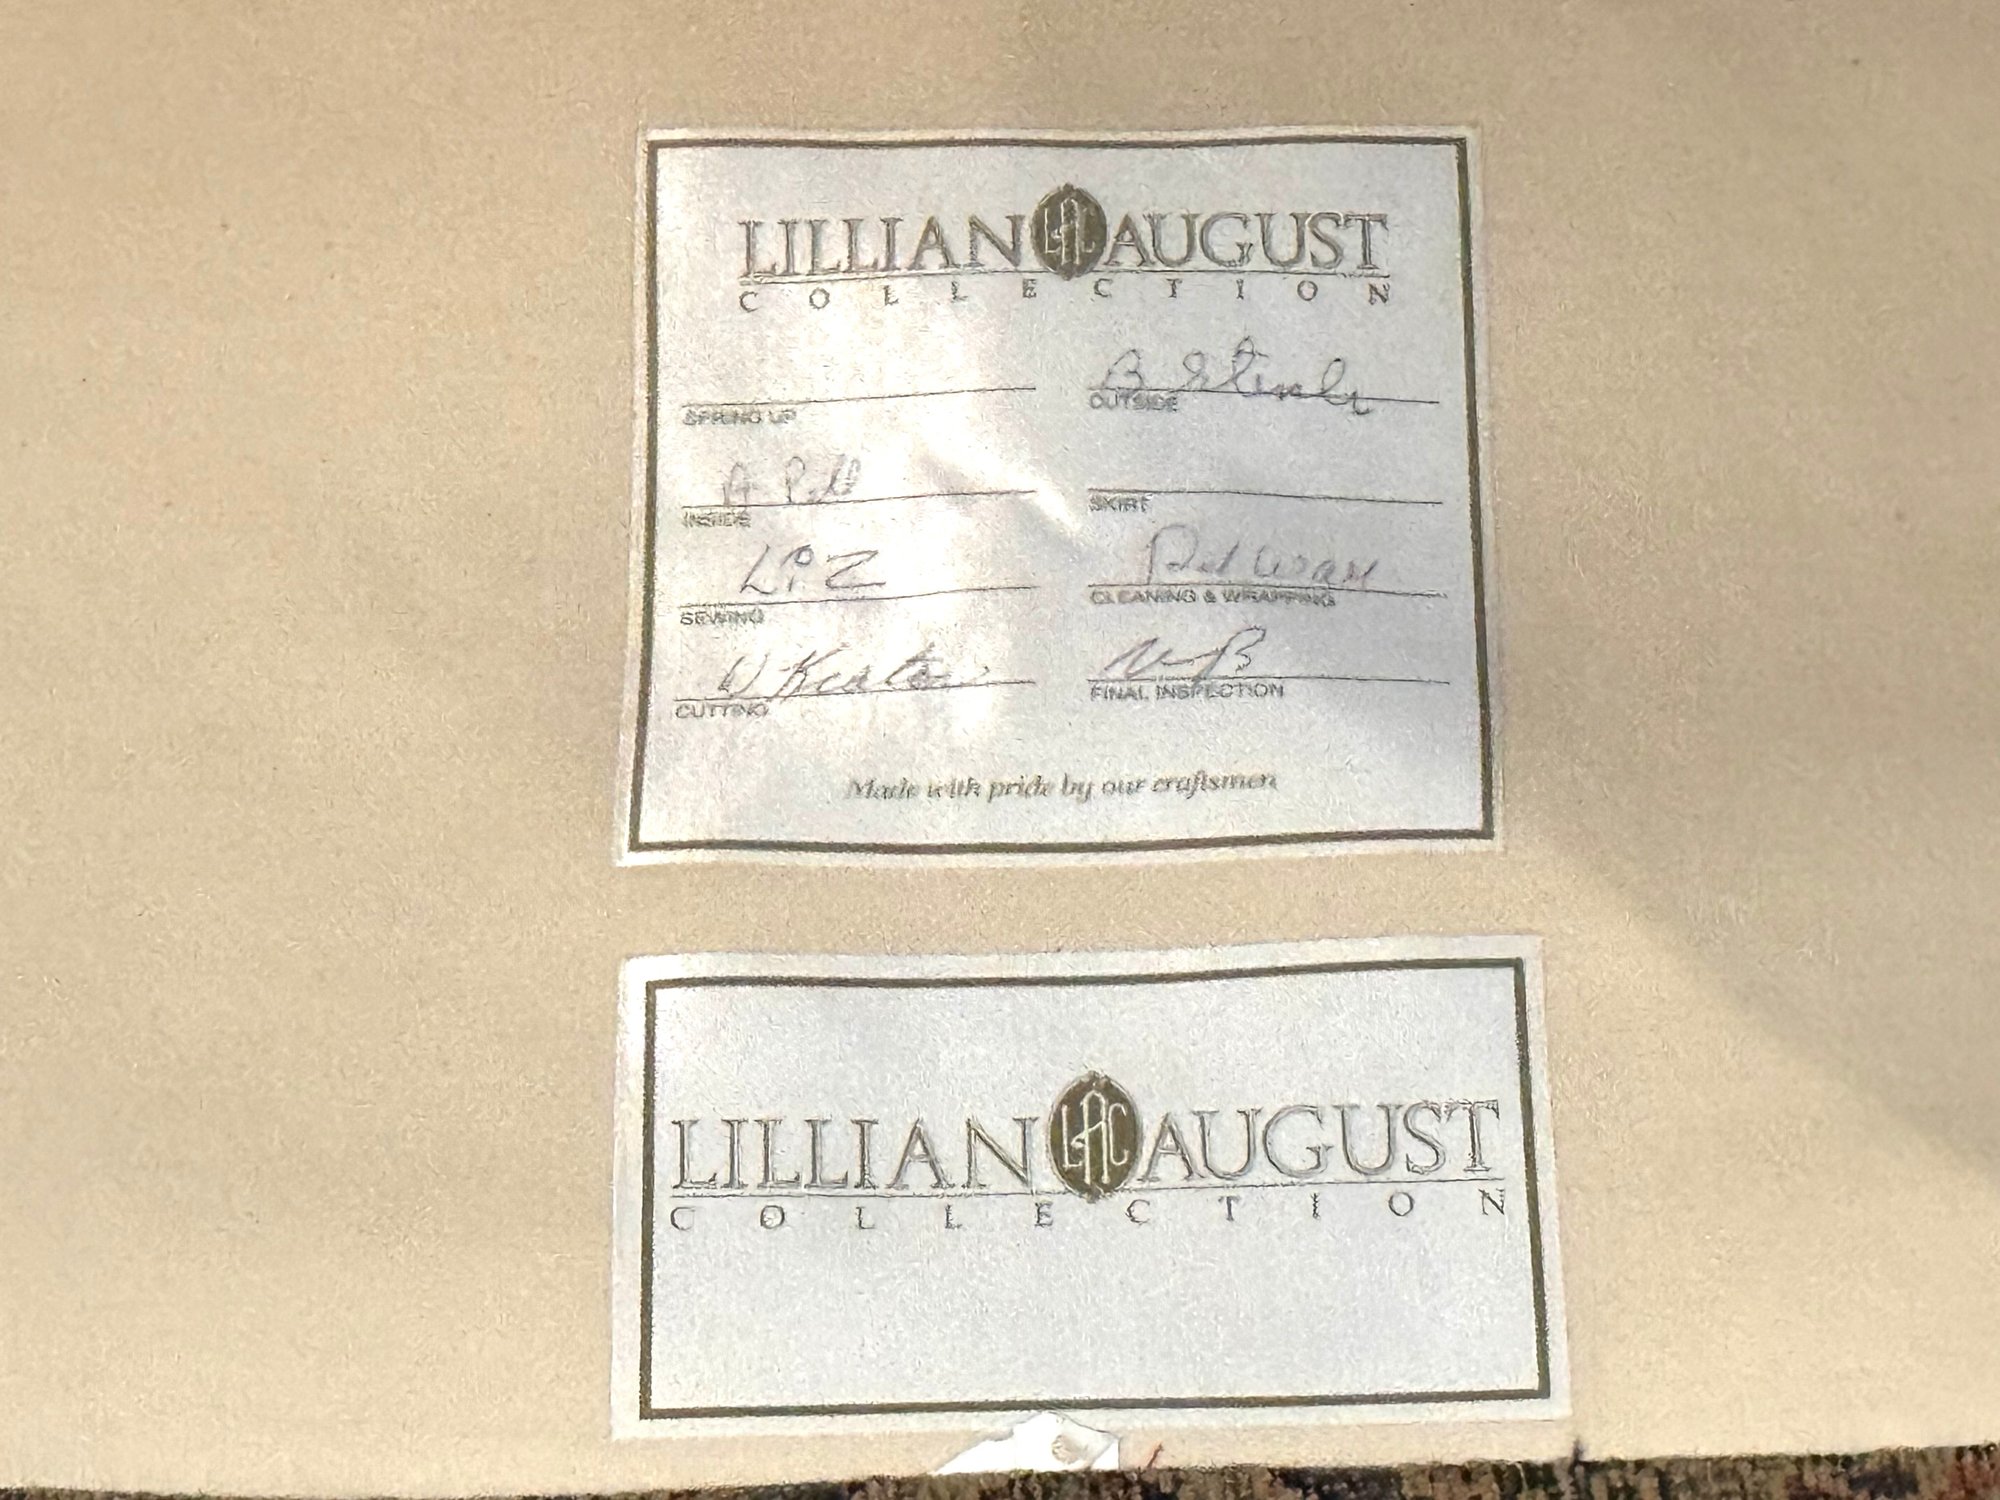 LILLIAN LAC AUGUST
COLLECTION
B
SPRING UP OUTSIDE
A
INSIDE SKIRT
LPZ
SEWING CLEANING & WRAPPING
CUTTING FINAL INSPECTION
Made with pride by our craftsmen
LILLIAN LAC AUGUST
COLLECTION